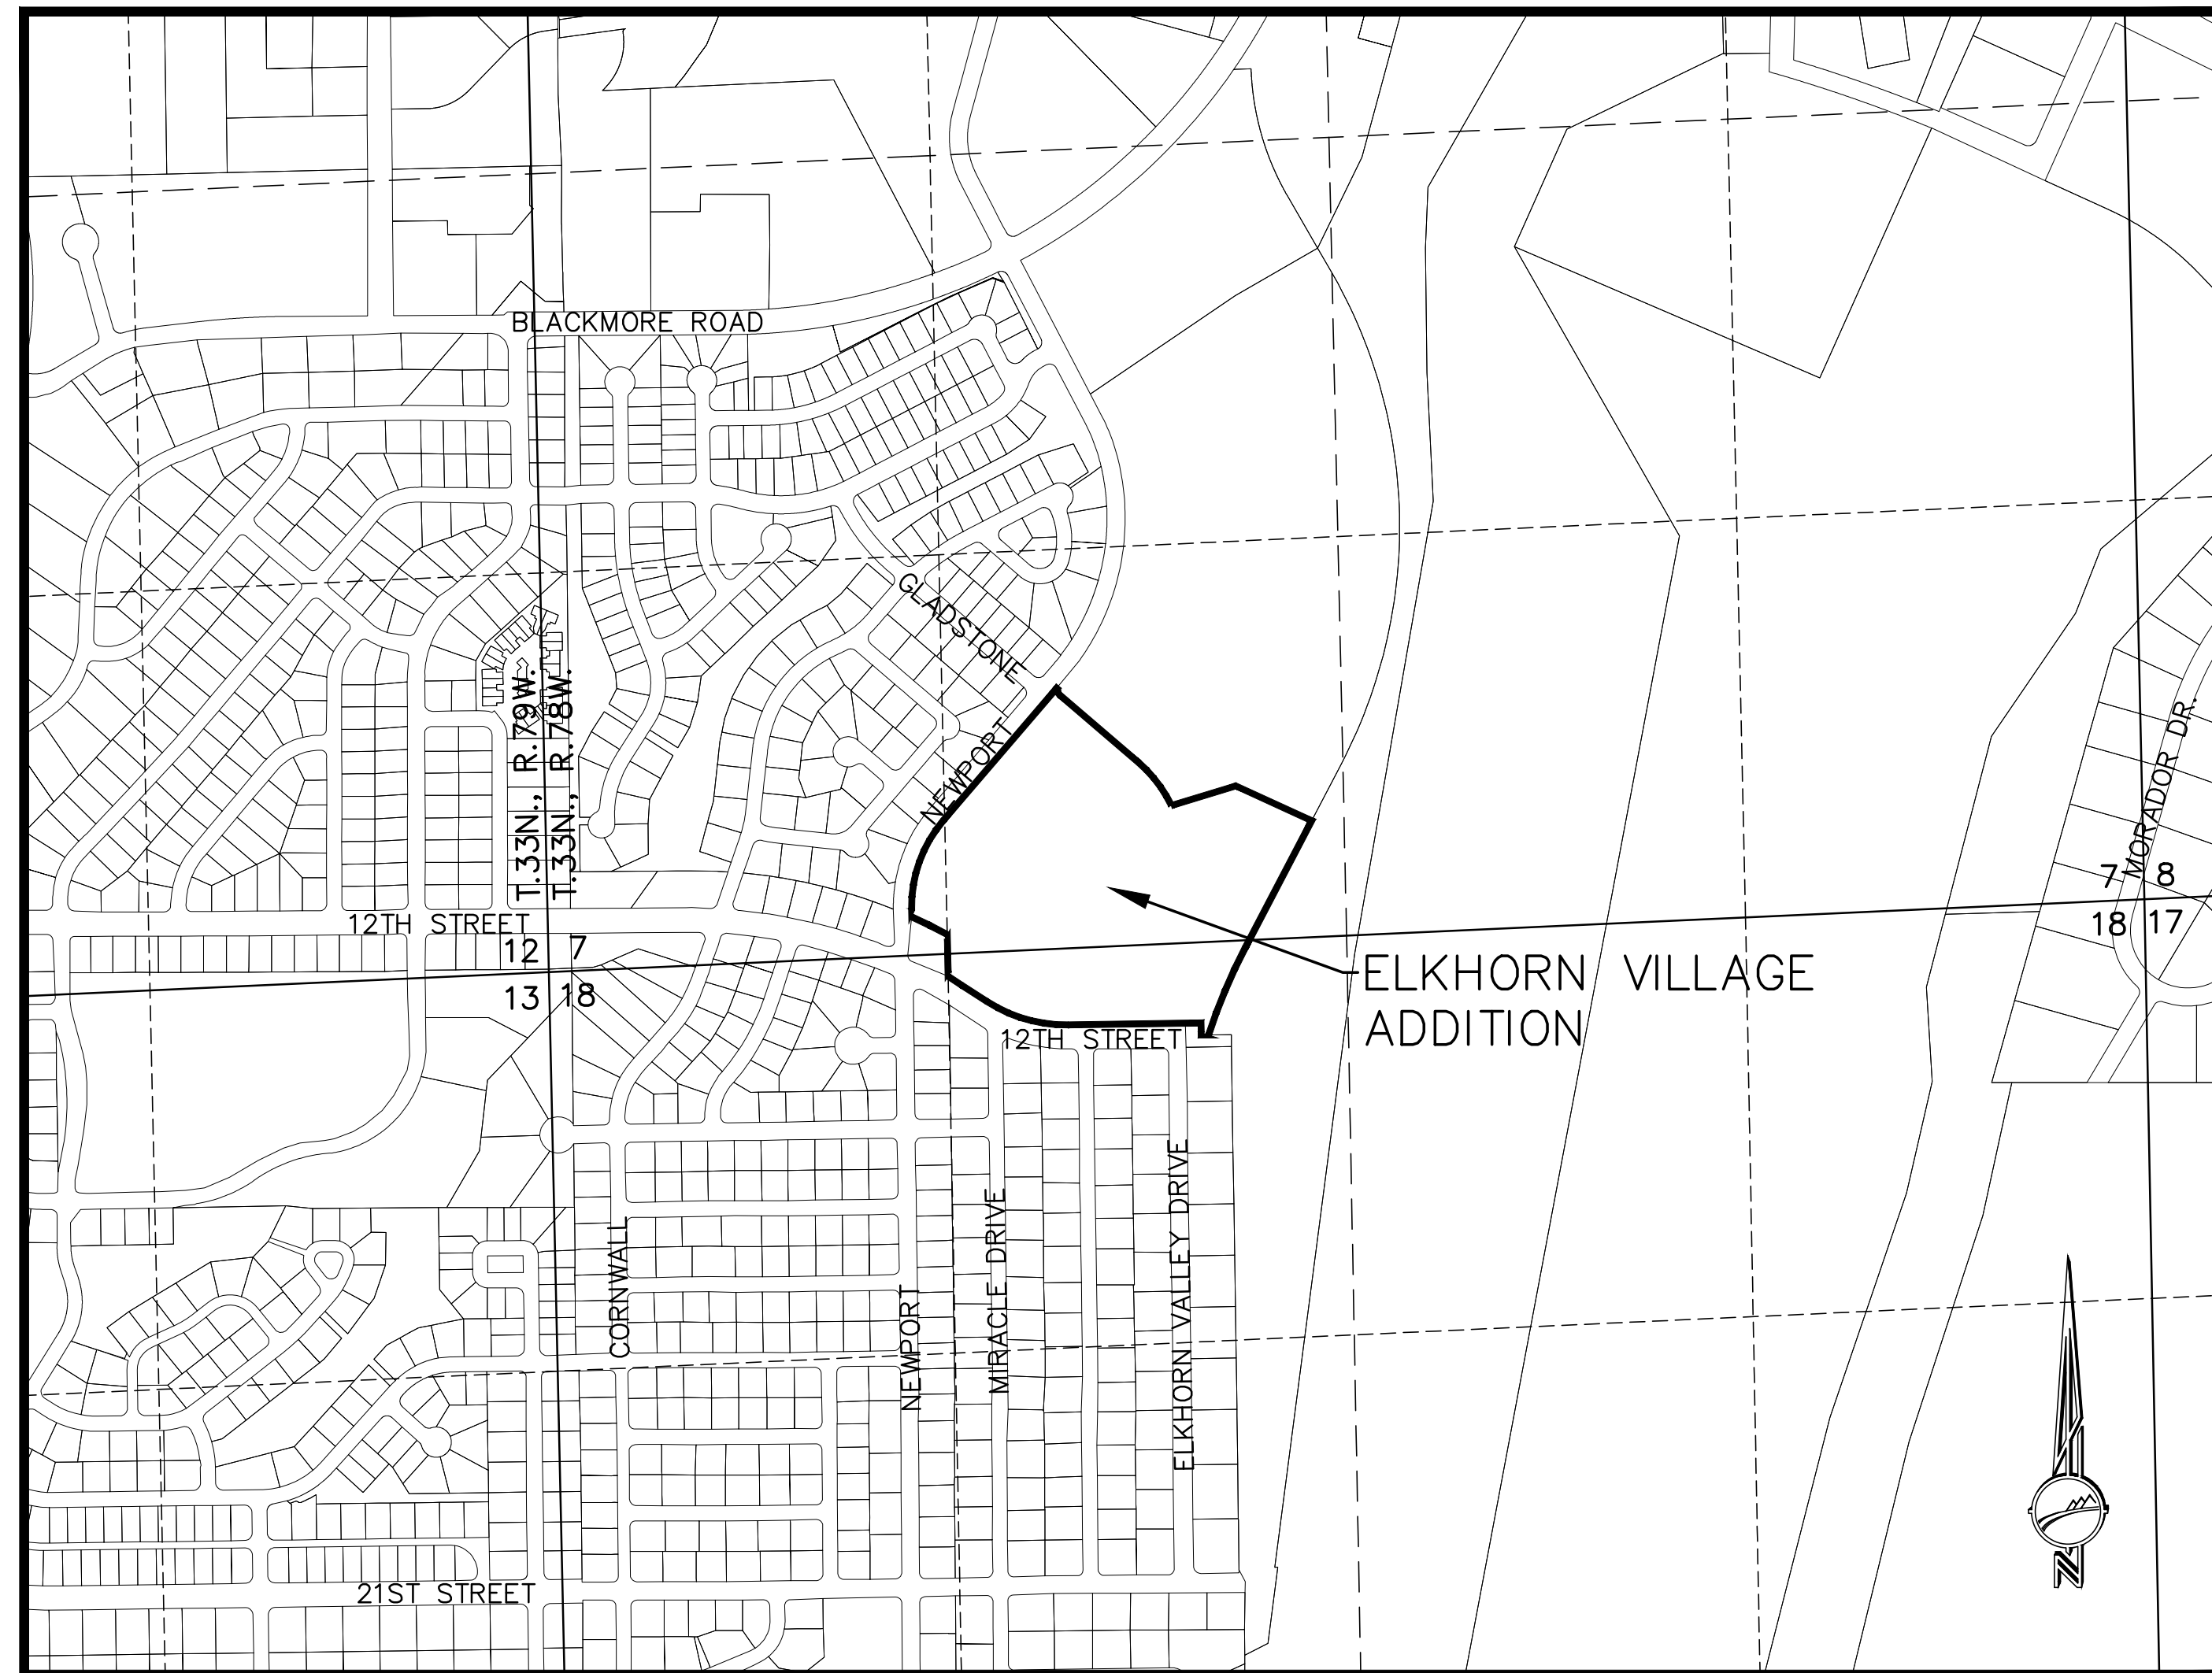 BLACKMORE ROAD
GLADSTONE
NEWPORT
T.33N., R.79W.
T.33N., R.78W.
MORADOR DR.
7 8
18 17
12TH STREET
12 7
13 18
ELKHORN VILLAGE
ADDITION
12TH STREET
CORNWALL
NEWPORT
MIRACLE DRIVE
ELKHORN VALLEY DRIVE
N
21ST STREET